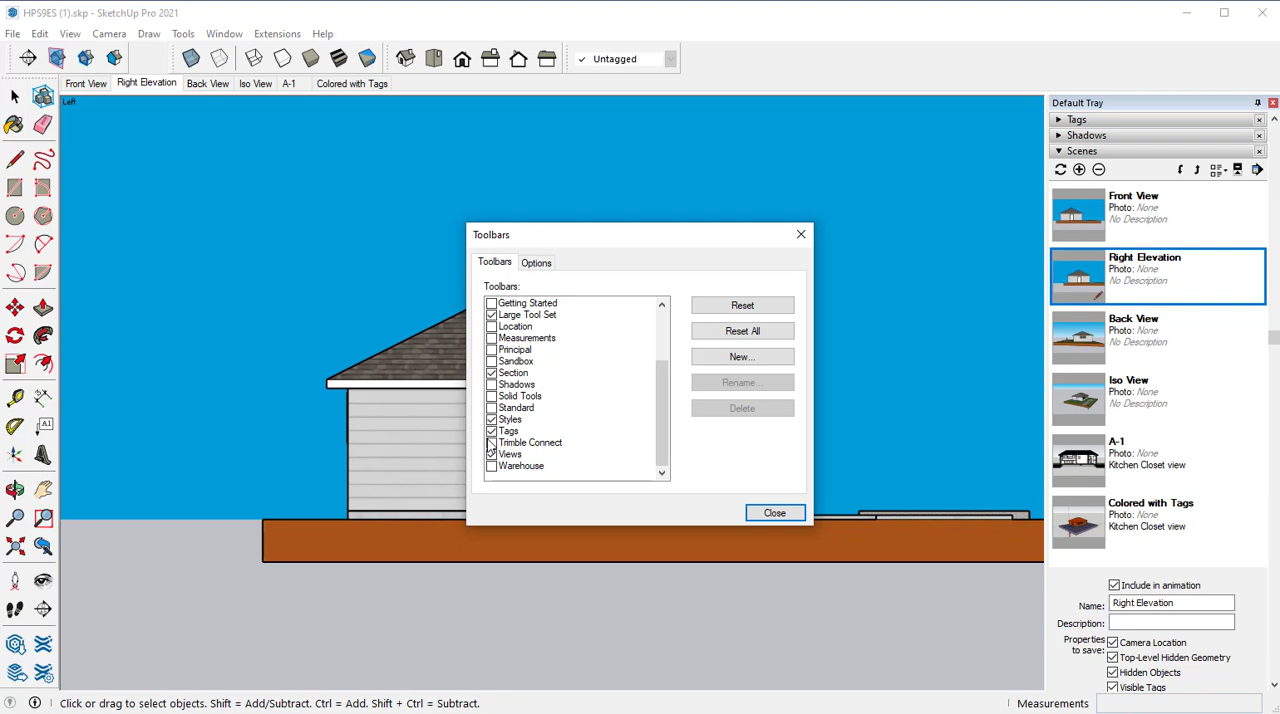 HPS9ES (1).skp - SketchUp Pro 2021
File Edit View Camera Draw Tools Window Extensions Help
Untagged
Front View Right Elevation Back View Iso View A-1 Colored with Tags
Left
A1
Toolbars
Toolbars Options
Toolbars:
Getting Started
Large Tool Set
Location
Measurements
Principal
Sandbox
Section
Shadows
Solid Tools
Standard
Styles
Tags
Trimble Connect
Views
Warehouse
Reset
Reset All
New...
Rename...
Delete
Close
Default Tray
Tags
Shadows
Scenes
Front View
Photo: None
No Description
Right Elevation
Photo: None
No Description
Back View
Photo: None
No Description
Iso View
Photo: None
No Description
A-1
Kitchen Closet view
Colored with Tags
Photo: None
Kitchen Closet view
Include in animation
Name: Right Elevation
Description:
Properties
to save:
Camera Location
Top-Level Hidden Geometry
Hidden Objects
Visible Tags
Click or drag to select objects. Shift = Add/Subtract. Ctrl = Add. Shift + Ctrl = Subtract.
Measurements